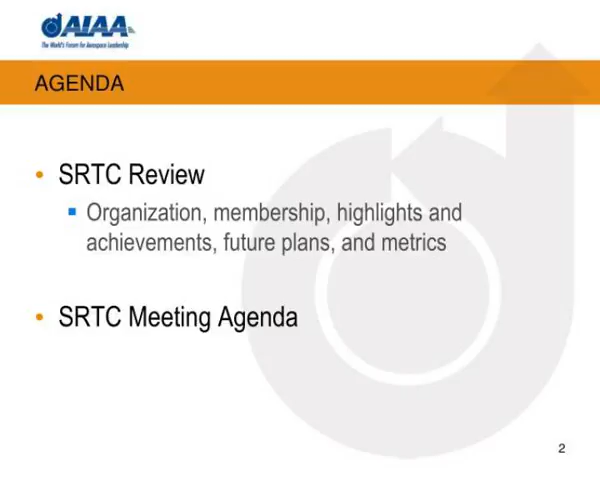 AIAA
The World's Forum for Aerospace Leadership
AGENDA
• SRTC Review
▪ Organization, membership, highlights and
achievements, future plans, and metrics
• SRTC Meeting Agenda
2